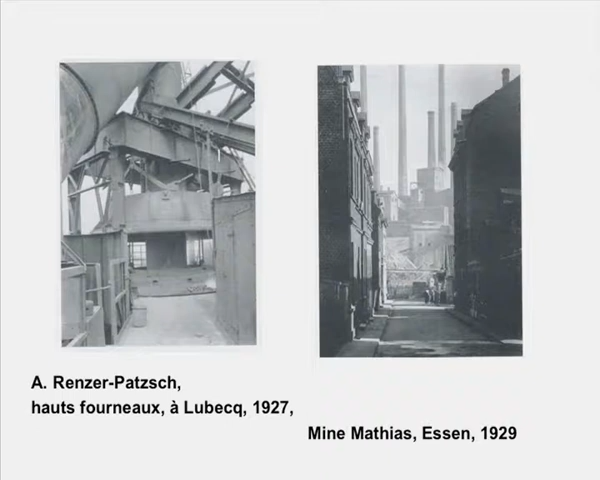 A. Renzer-Patzsch,
hauts fourneaux, à Lubecq, 1927,
Mine Mathias, Essen, 1929